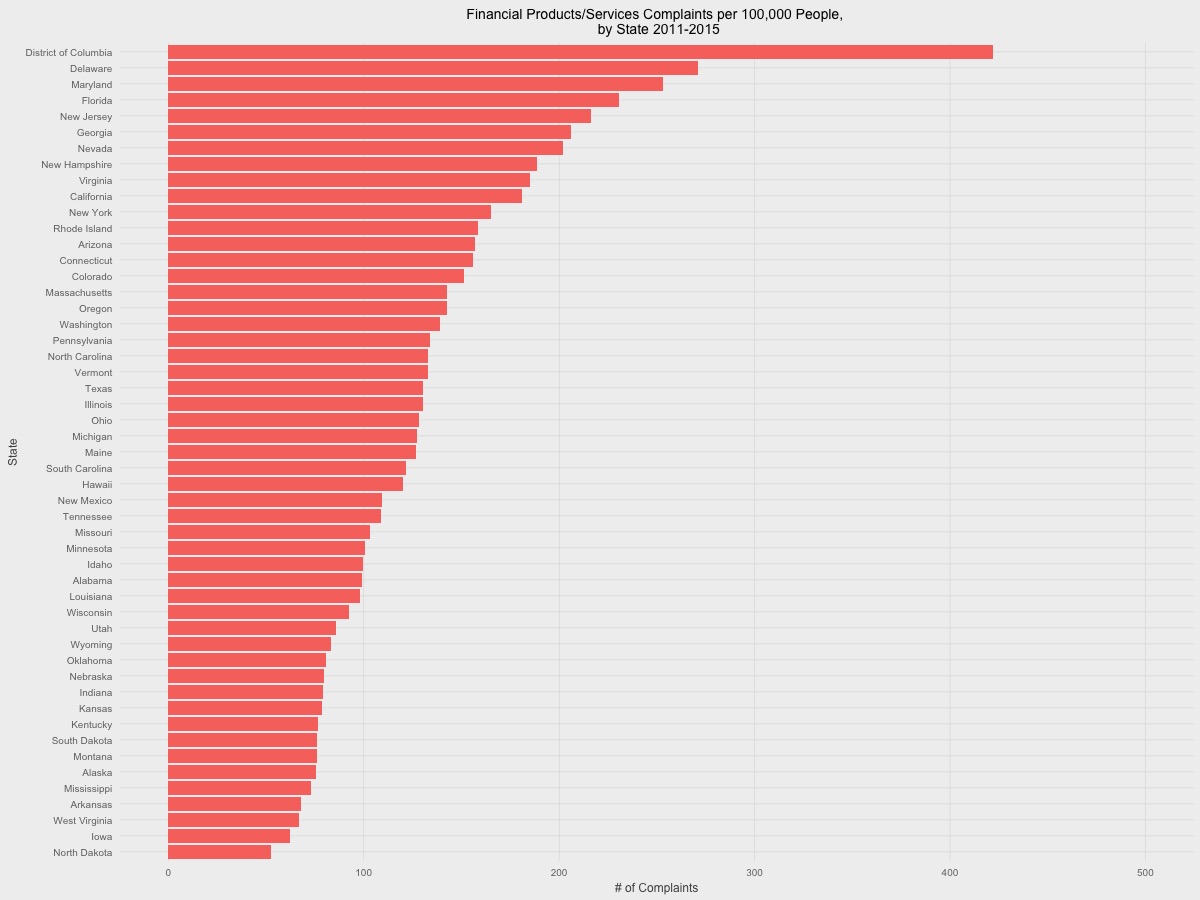 Financial Products/Services Complaints per 100,000 People,
by State 2011-2015
District of Columbia
Delaware
Maryland
Florida
New Jersey
Georgia
Nevada
New Hampshire
Virginia
California
New York
Rhode Island
Arizona
Connecticut
Colorado
Massachusetts
Oregon
Washington
Pennsylvania
North Carolina
Vermont
Texas
Illinois
Ohio
Michigan
Maine
South Carolina
Hawaii
New Mexico
Tennessee
Missouri
Minnesota
Idaho
Alabama
Louisiana
Wisconsin
Utah
Wyoming
Oklahoma
Nebraska
Indiana
Kansas
Kentucky
South Dakota
Montana
Alaska
Mississippi
Arkansas
West Virginia
Iowa
North Dakota
State
0 100 200 300 400 500
# of Complaints